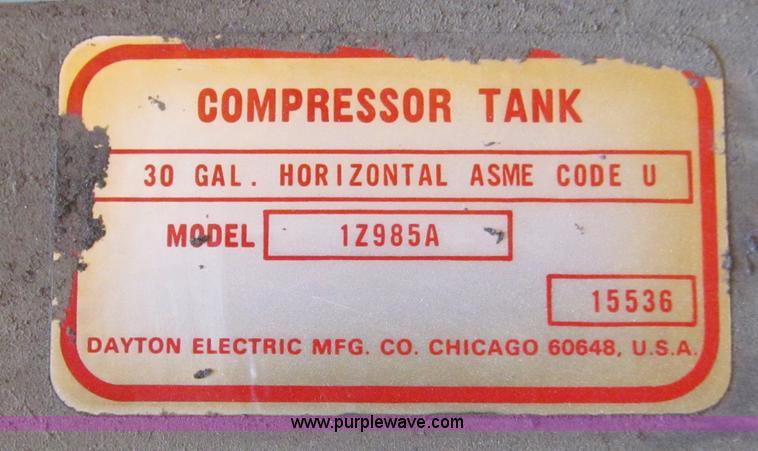 COMPRESSOR TANK
30 GAL. HORIZONTAL ASME CODE U
MODEL 1Z985A
15536
DAYTON ELECTRIC MFG. CO. CHICAGO 60648, U.S.A.
www.purplewave.com